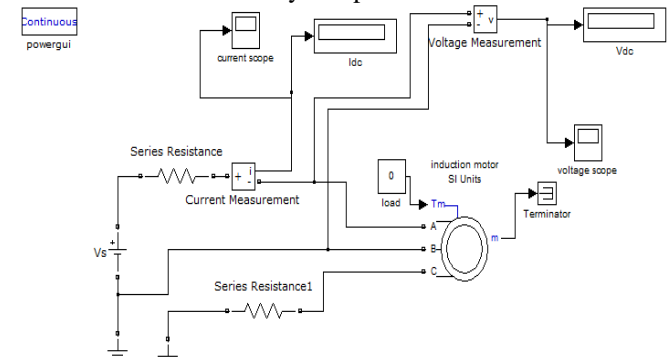 Continuous
powergui
current scope
Idc
+
-
v
Voltage Measurement
Vdc
voltage scope
Series Resistance
+
i
-
Current Measurement
0
load
induction motor
SI Units
Tm
A
B
C
m
Terminator
+
Vs
Series Resistance1